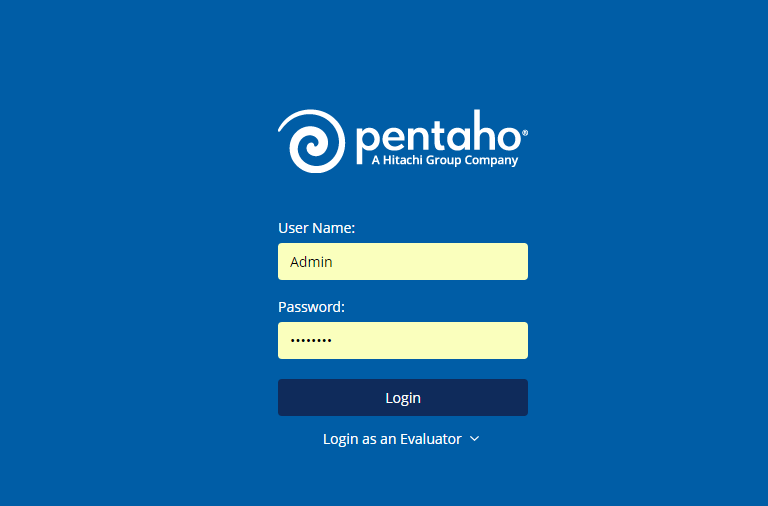 pentaho®
A Hitachi Group Company
User Name:
Admin
Password:
••••••••
Login
Login as an Evaluator